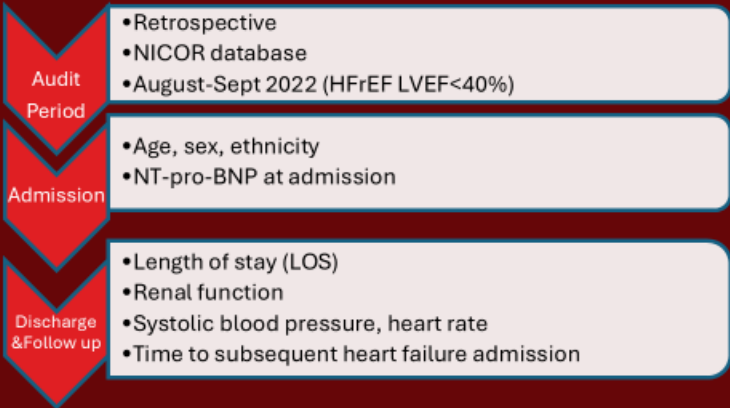 Audit
Period
•Retrospective
•NICOR database
•August-Sept 2022 (HFrEF LVEF<40%)
Admission
•Age, sex, ethnicity
•NT-pro-BNP at admission
Discharge
&Follow up
•Length of stay (LOS)
•Renal function
•Systolic blood pressure, heart rate
•Time to subsequent heart failure admission